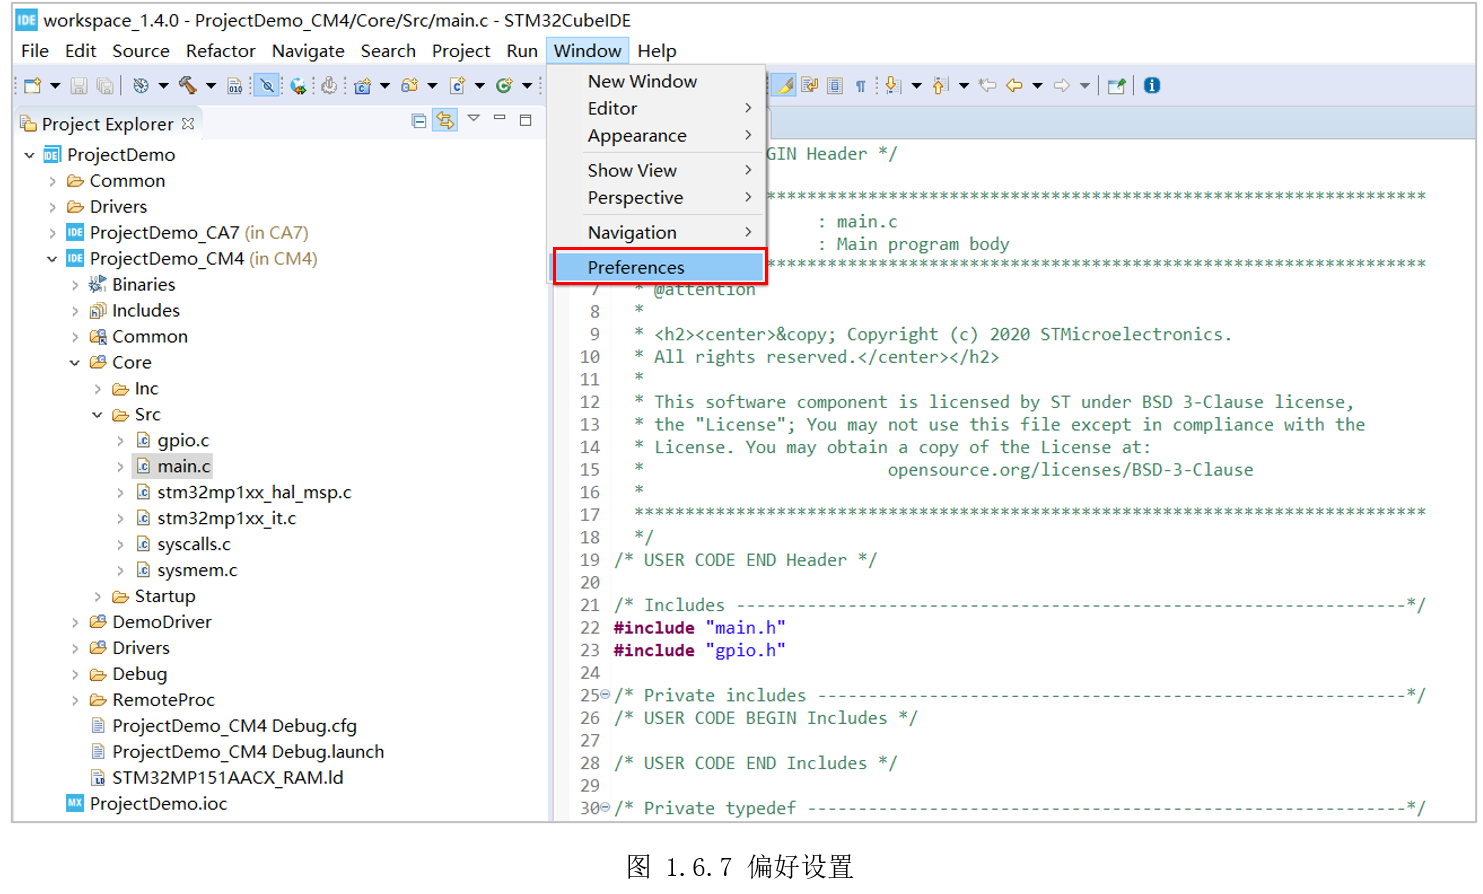 workspace_1.4.0 - ProjectDemo_CM4/Core/Src/main.c - STM32CubeIDE
File Edit Source Refactor Navigate Search Project Run Window Help
New Window
Editor
Appearance
Show View
Perspective
Navigation
Preferences
Project Explorer
ProjectDemo
Common
Drivers
ProjectDemo_CA7 (in CA7)
ProjectDemo_CM4 (in CM4)
Binaries
Includes
Common
Core
Inc
Src
gpio.c
main.c
stm32mp1xx_hal_msp.c
stm32mp1xx_it.c
syscalls.c
sysmem.c
Startup
DemoDriver
Drivers
Debug
RemoteProc
ProjectDemo_CM4 Debug.cfg
ProjectDemo_CM4 Debug.launch
STM32MP151AACX_RAM.ld
ProjectDemo.ioc
GIN Header */
******************************************************************
: main.c
: Main program body
******************************************************************
7 * @attention
8 *
9 * <h2><center>&copy; Copyright (c) 2020 STMicroelectronics.
10 * All rights reserved.</center></h2>
11 *
12 * This software component is licensed by ST under BSD 3-Clause license,
13 * the "License"; You may not use this file except in compliance with the
14 * License. You may obtain a copy of the License at:
15 * opensource.org/licenses/BSD-3-Clause
16 *
17 ******************************************************************************
18 */
19 /* USER CODE END Header */
20
21 /* Includes ------------------------------------------------------------------*/
22 #include "main.h"
23 #include "gpio.h"
24
25 /* Private includes ----------------------------------------------------------*/
26 /* USER CODE BEGIN Includes */
27
28 /* USER CODE END Includes */
29
30 /* Private typedef -----------------------------------------------------------*/
图 1.6.7 偏好设置